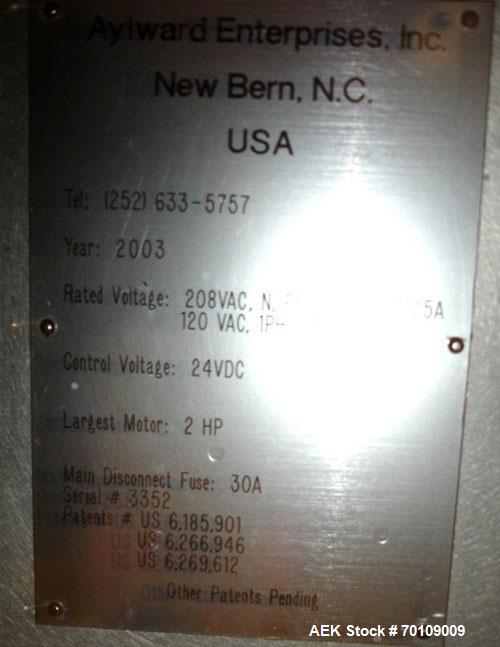 Aylward Enterprises, Inc.
New Bern, N.C.
USA
Tel: (252) 633-5757
Year: 2003
Rated Voltage: 208VAC, N, 25A
120 VAC, 1PH,
Control Voltage: 24VDC
Largest Motor: 2 HP
Main Disconnect Fuse: 30A
Serial # 3352
Patents # US 6,185,901
US 6,266,946
US 6,269,612
Other Patents Pending
AEK Stock # 70109009